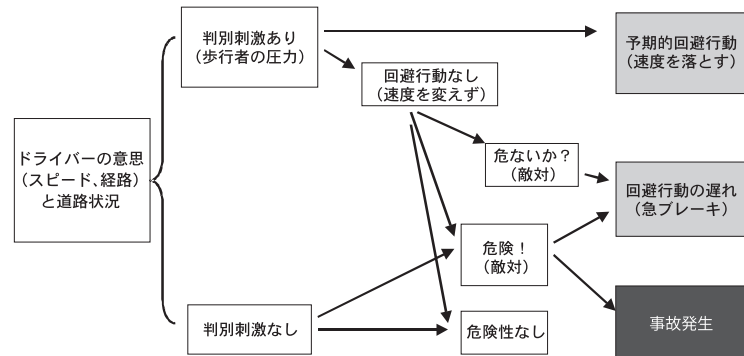 判別刺激あり
（歩行者の圧力）
予期的回避行動
（速度を落とす）
回避行動なし
（速度を変えず）
ドライバーの意思
（スピード、経路）
と道路状況
危ないか？
（敵対）
回避行動の遅れ
（急ブレーキ）
危険！
（敵対）
判別刺激なし
危険性なし
事故発生